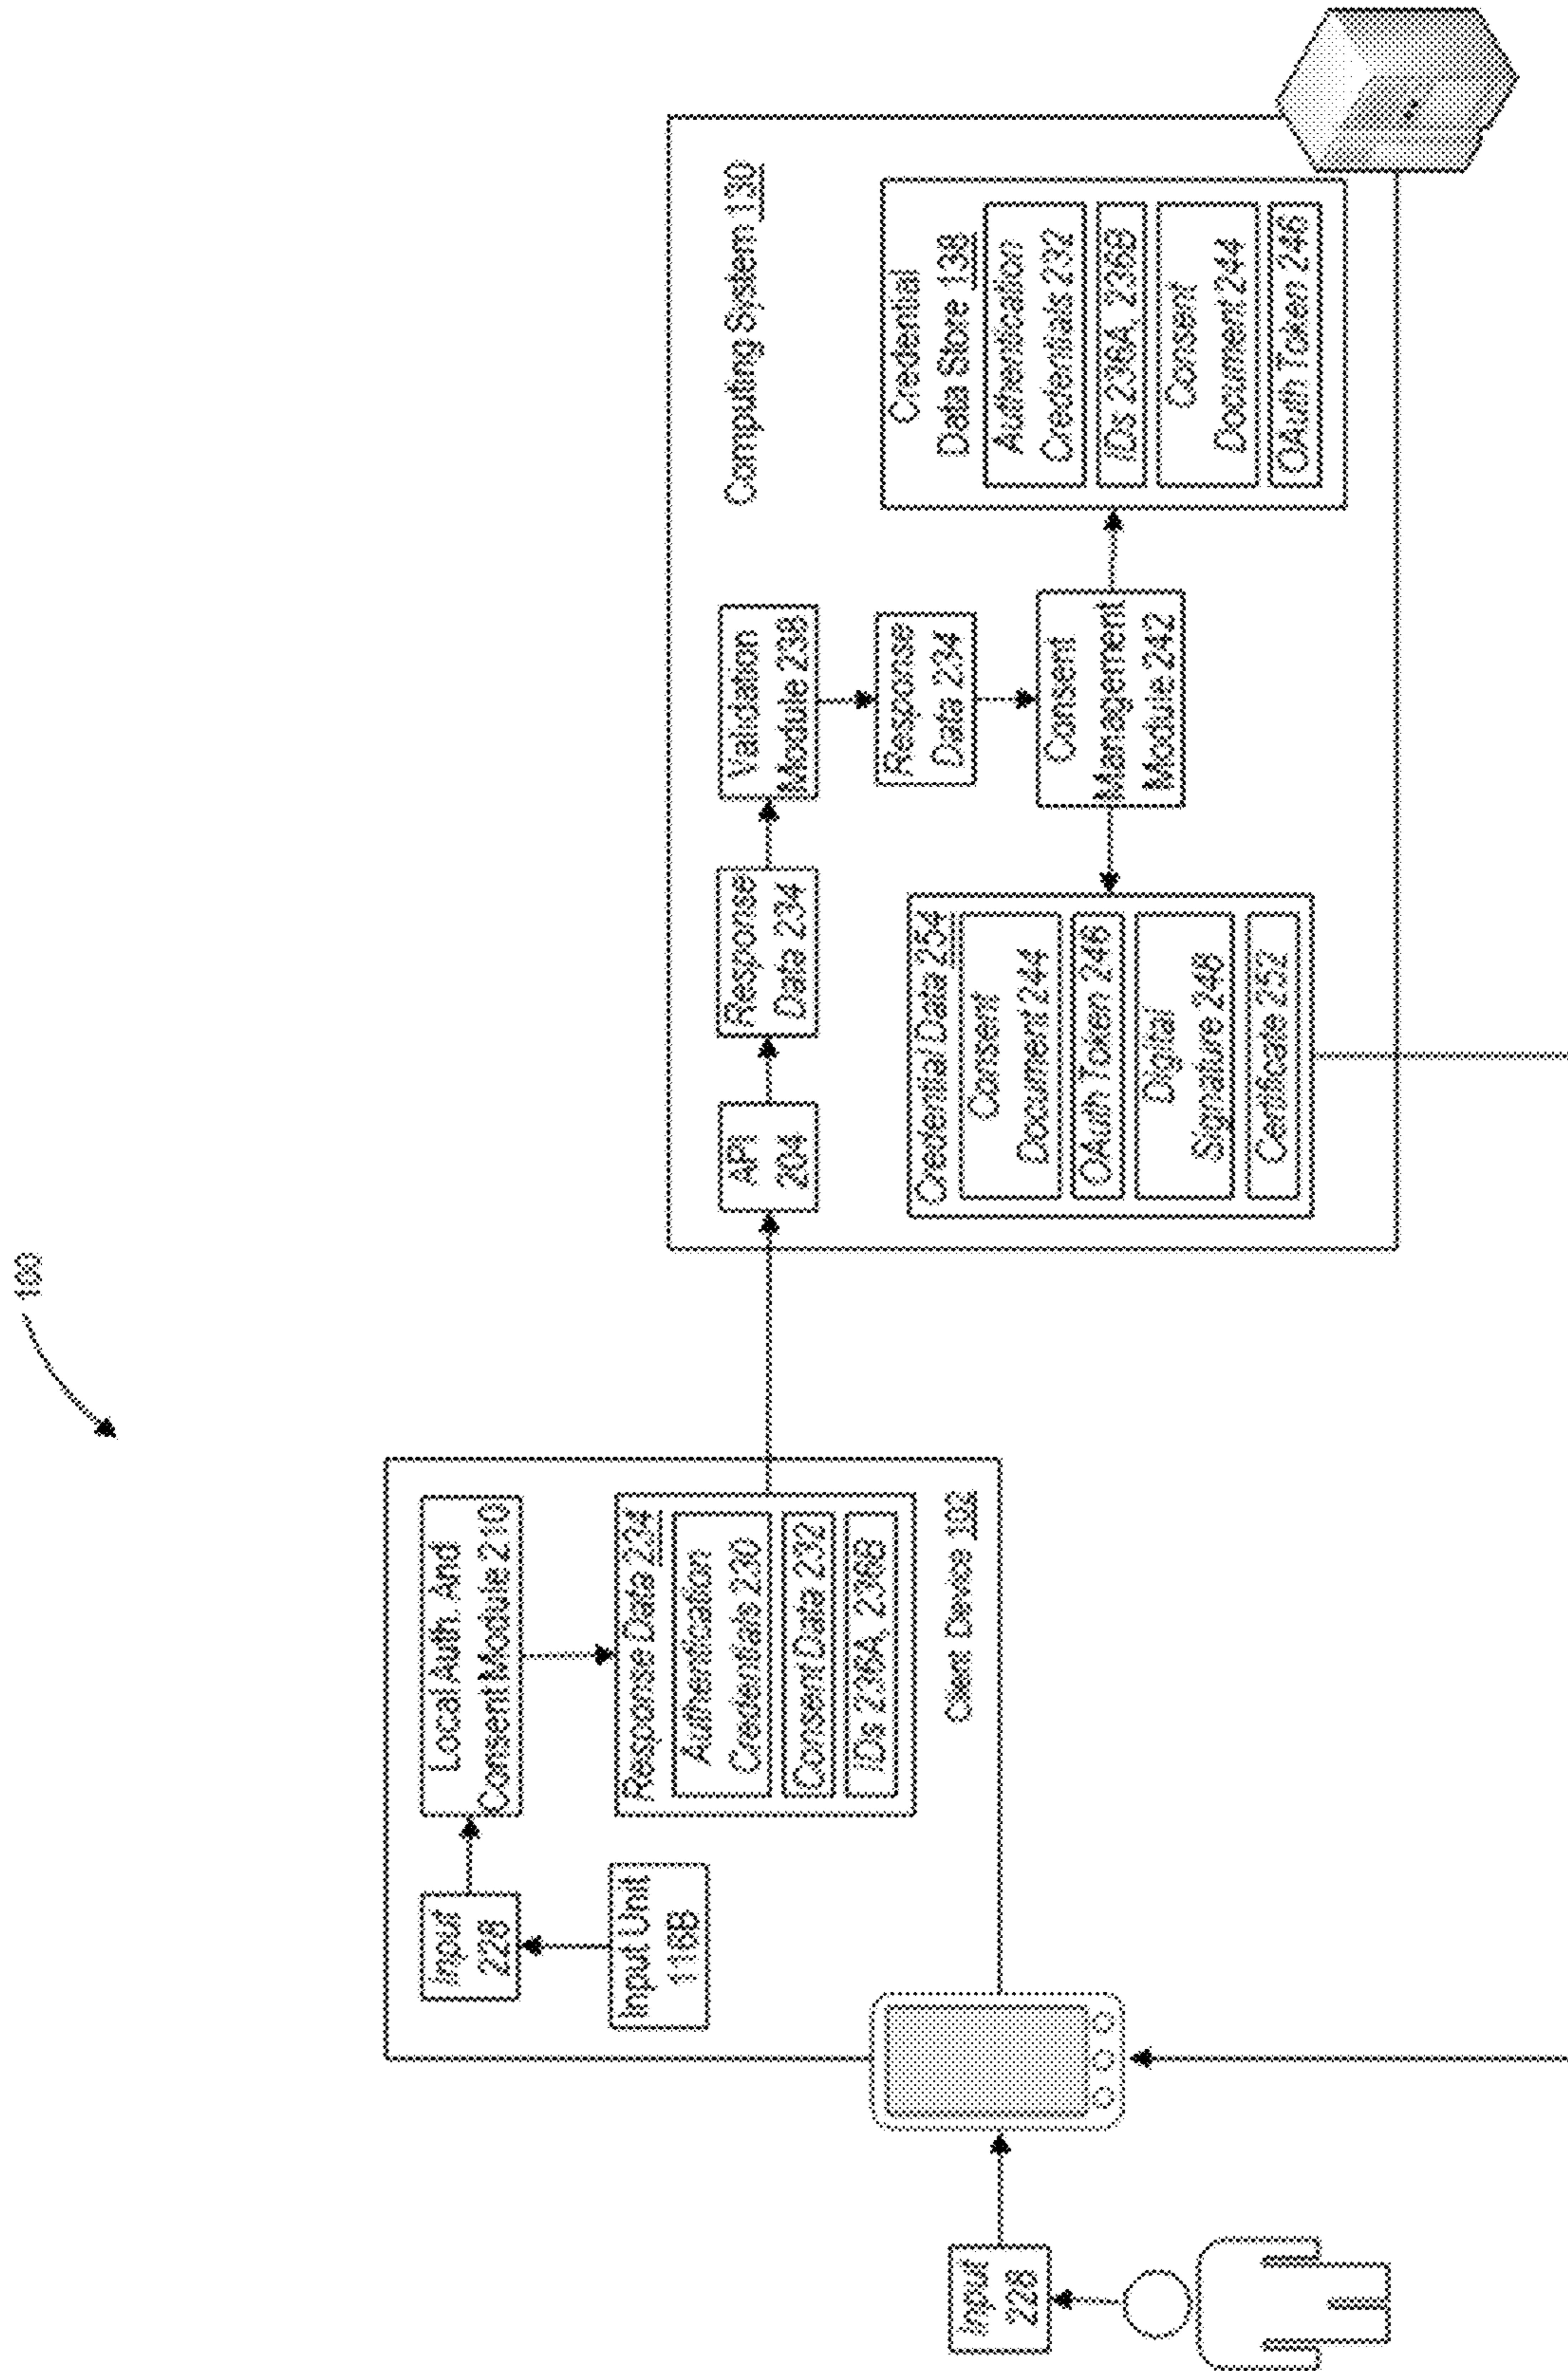 100
Local Auth. And
Consent Module 210
Input
228
Input Unit
116B
Response Data 234
Authentication
Credentials 230
Consent Data 232
IDs 236A, 236B
Client Device 102
Input
228
Computing System 130
API
204
Response
Data 234
Validation
Module 238
Response
Data 234
Consent
Management
Module 242
Credential
Data Store 138
Authentication
Credentials 232
IDs 236A, 236B
Consent
Document 244
OAuth Token 246
Credential Data 254
Consent
Document 244
OAuth Token 246
Digital
Signature 248
Certificate 252